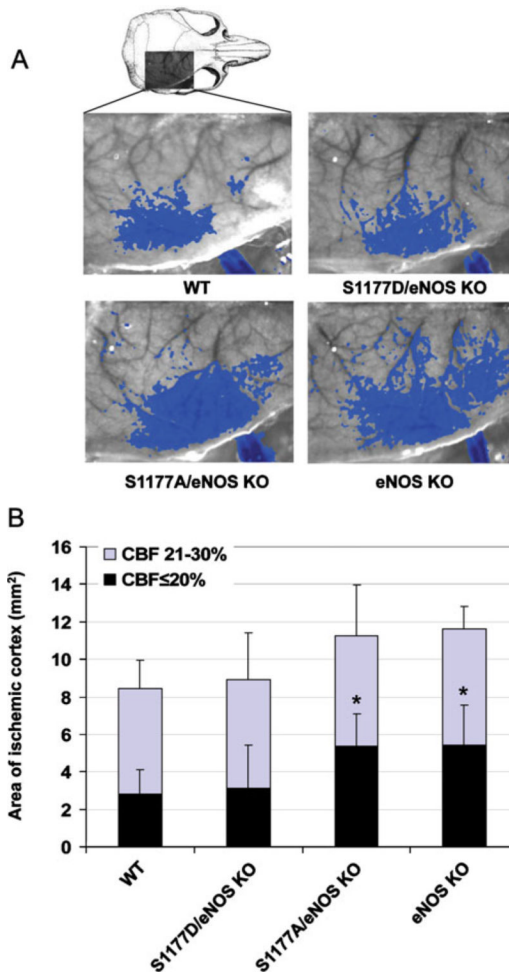 A
WT
S1177D/eNOS KO
S1177A/eNOS KO
eNOS KO
B
Area of ischemic cortex (mm²)
16
14
12
10
8
6
4
2
0
CBF 21-30%
CBF≤20%
*
*
WT
S1177D/eNOS KO
S1177A/eNOS KO
eNOS KO